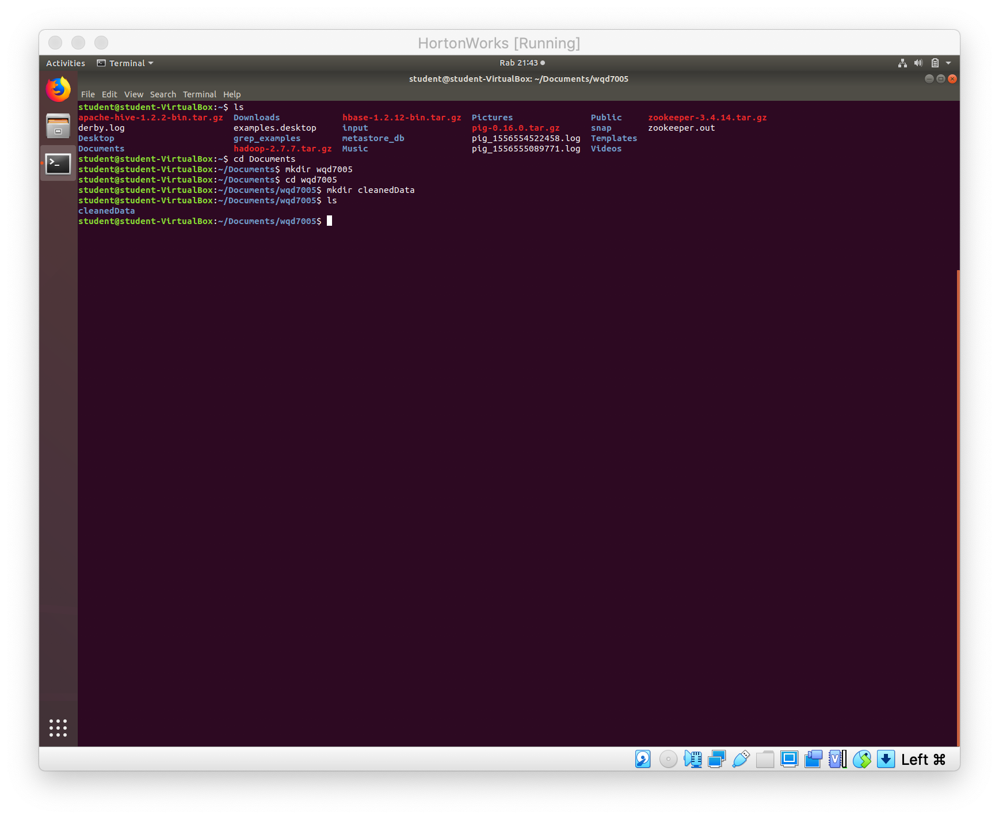 HortonWorks [Running]
Activities Terminal Rab 21:43
student@student-VirtualBox: ~/Documents/wqd7005
File Edit View Search Terminal Help
student@student-VirtualBox:~$ ls
apache-hive-1.2.2-bin.tar.gz Downloads hbase-1.2.12-bin.tar.gz Pictures Public zookeeper-3.4.14.tar.gz
derby.log examples.desktop input pig-0.16.0.tar.gz snap zookeeper.out
Desktop grep_examples metastore_db pig_1556554522458.log Templates
Documents hadoop-2.7.7.tar.gz Music pig_1556555089771.log Videos
student@student-VirtualBox:~$ cd Documents
student@student-VirtualBox:~/Documents$ mkdir wqd7005
student@student-VirtualBox:~/Documents$ cd wqd7005
student@student-VirtualBox:~/Documents/wqd7005$ mkdir cleanedData
student@student-VirtualBox:~/Documents/wqd7005$ ls
cleanedData
student@student-VirtualBox:~/Documents/wqd7005$
Left ⌘